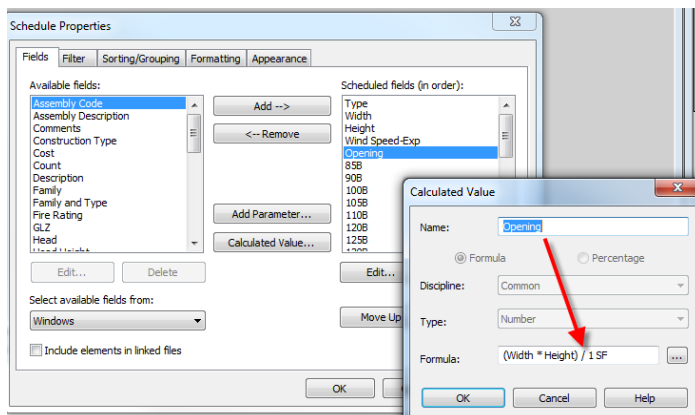 Schedule Properties
Fields Filter Sorting/Grouping Formatting Appearance
Available fields:
Assembly Code
Assembly Description
Comments
Construction Type
Cost
Count
Description
Family
Family and Type
Fire Rating
GLZ
Head
Add -->
<-- Remove
Add Parameter...
Calculated Value...
Scheduled fields (in order):
Type
Width
Height
Wind Speed-Exp
Opening
85B
90B
100B
105B
110B
120B
125B
Edit...
Delete
Edit...
Select available fields from:
Windows
Move Up
Include elements in linked files
OK
Calculated Value
Name:
Opening
Formula
Percentage
Discipline:
Common
Type:
Number
Formula:
(Width * Height) / 1 SF
...
OK
Cancel
Help